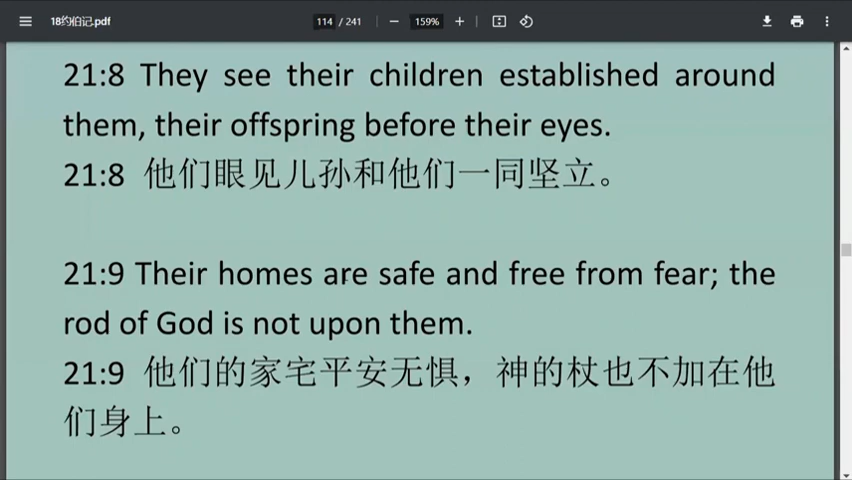 18约伯记.pdf
114 / 241
159%
21:8 They see their children established around
them, their offspring before their eyes.
21:8 他们眼见儿孙和他们一同坚立。
21:9 Their homes are safe and free from fear; the
rod of God is not upon them.
21:9 他们的家宅平安无惧，神的杖也不加在他
们身上。